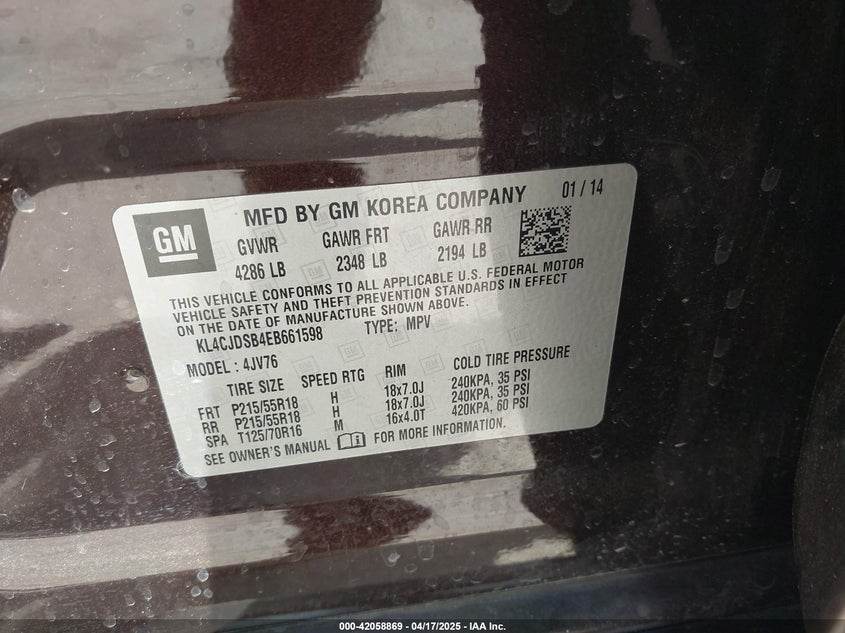 GM
MFD BY GM KOREA COMPANY 01 / 14
GVWR GAWR FRT GAWR RR
4286 LB 2348 LB 2194 LB
THIS VEHICLE CONFORMS TO ALL APPLICABLE U.S. FEDERAL MOTOR
VEHICLE SAFETY AND THEFT PREVENTION STANDARDS IN EFFECT
ON THE DATE OF MANUFACTURE SHOWN ABOVE.
KL4CJDSB4EB661598 TYPE: MPV
MODEL : 4JV76
TIRE SIZE SPEED RTG RIM COLD TIRE PRESSURE
FRT P215/55R18 H 18x7.0J 240KPA, 35 PSI
RR P215/55R18 H 18x7.0J 240KPA, 35 PSI
SPA T125/70R16 M 16x4.0T 420KPA, 60 PSI
SEE OWNER'S MANUAL FOR MORE INFORMATION.
000-42058869 - 04/17/2025 - IAA Inc.